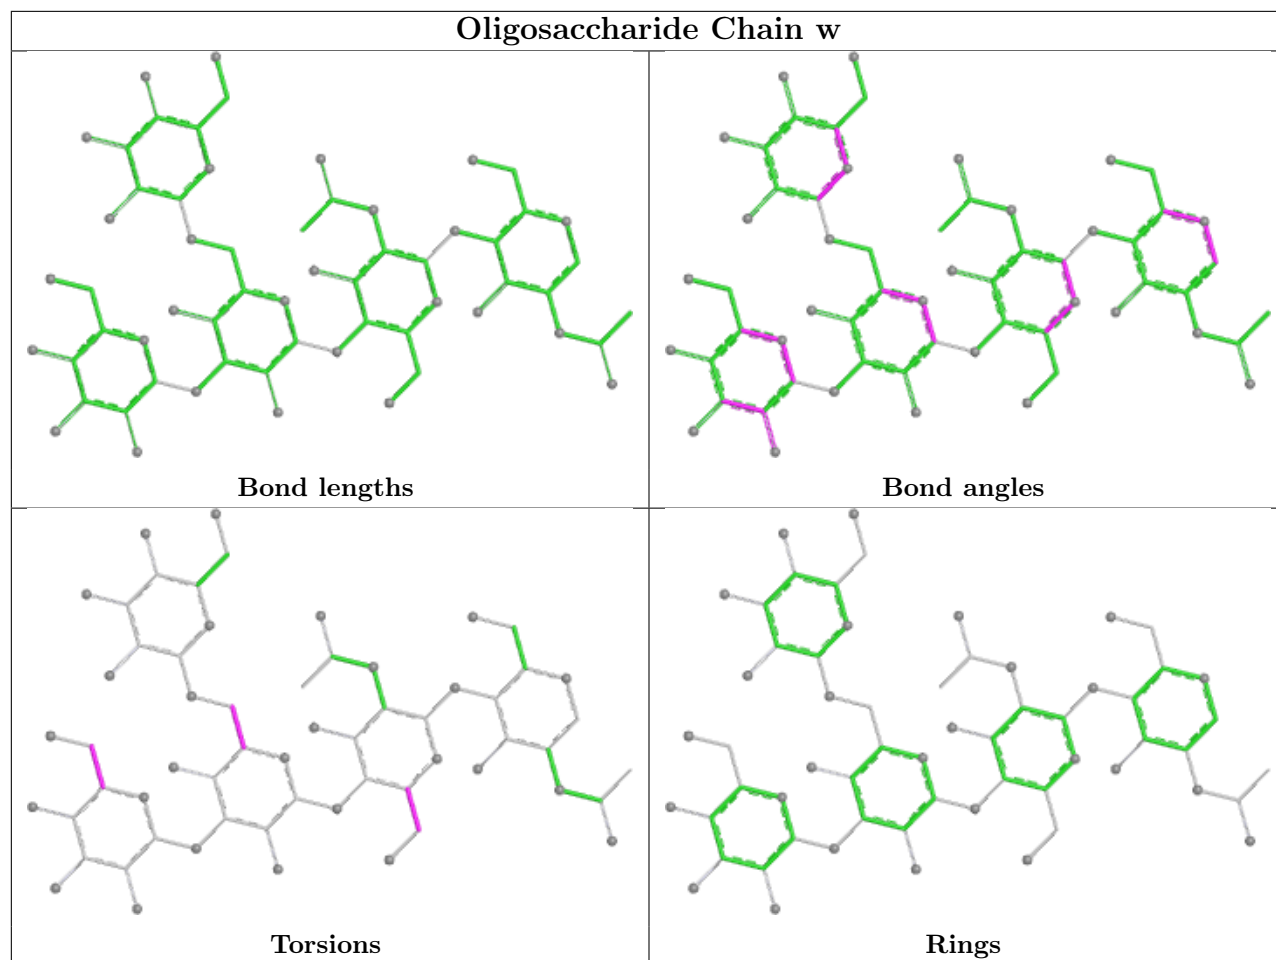 Oligosaccharide Chain w
Bond lengths
Bond angles
Torsions
Rings